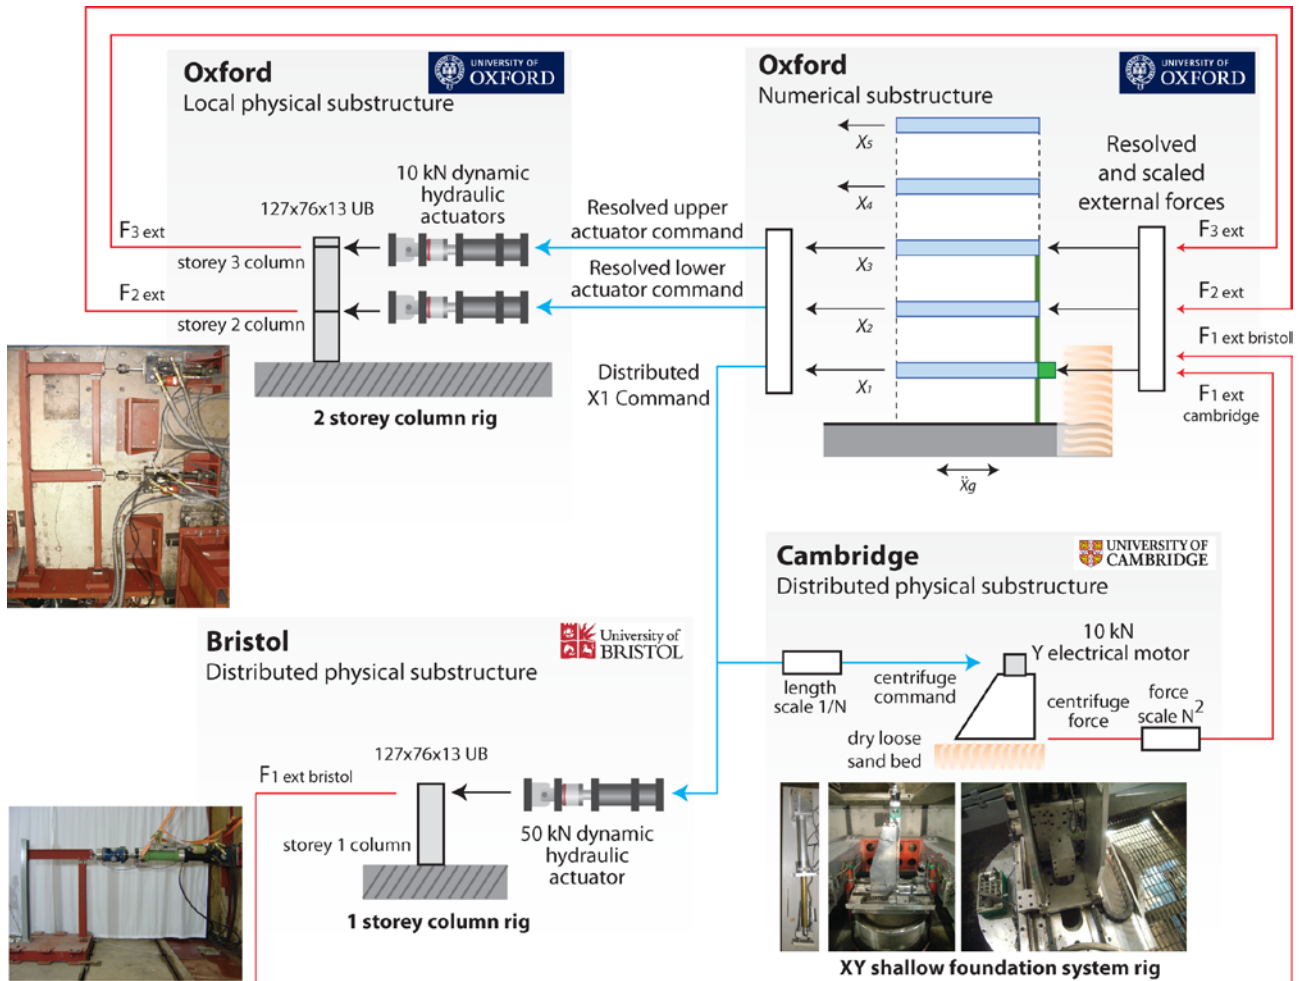 Oxford
Local physical substructure
UNIVERSITY OF
OXFORD
10 kN dynamic
hydraulic
actuators
127x76x13 UB
F3 ext
storey 3 column
F2 ext
storey 2 column
2 storey column rig
Resolved upper
actuator command
Resolved lower
actuator command
Distributed
X1 Command
Oxford
Numerical substructure
UNIVERSITY OF
OXFORD
X5
X4
X3
X2
X1
ẍg
Resolved
and scaled
external forces
F3 ext
F2 ext
F1 ext bristol
F1 ext
cambridge
Bristol
Distributed physical substructure
University of
BRISTOL
127x76x13 UB
F1 ext bristol
storey 1 column
50 kN dynamic
hydraulic
actuator
1 storey column rig
Cambridge
Distributed physical substructure
UNIVERSITY OF
CAMBRIDGE
10 kN
Y electrical motor
length
scale 1/N
centrifuge
command
centrifuge
force
force
scale N²
dry loose
sand bed
XY shallow foundation system rig